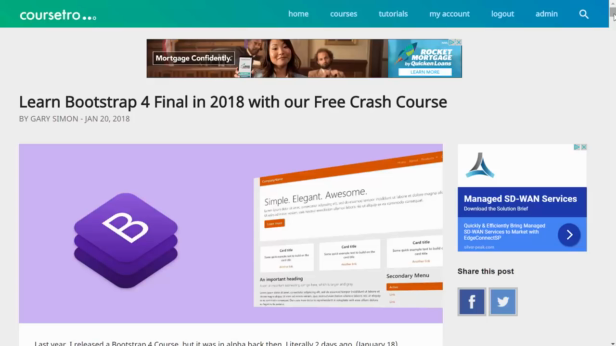 coursetro
home courses tutorials my account logout admin
Mortgage Confidently.
ROCKET MORTGAGE
by Quicken Loans
LEARN MORE
Learn Bootstrap 4 Final in 2018 with our Free Crash Course
BY GARY SIMON - JAN 20, 2018
B
Simple. Elegant. Awesome.
Card title
Card title
Card title
An important heading
Secondary Menu
Managed SD-WAN Services
Download the Solution Brief
Quickly & Efficiently Bring Managed
SD-WAN Services to Market with
EdgeConnectSP
Share this post
Last year, I released a Bootstrap 4 Course, but it was in alpha back then. Literally 2 days ago, (January 18)